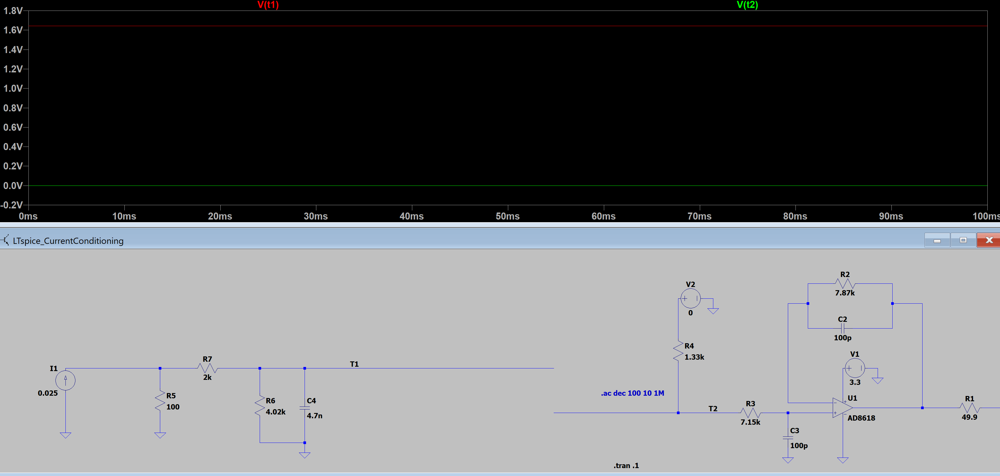 V(t1)
V(t2)
1.8V
1.6V
1.4V
1.2V
1.0V
0.8V
0.6V
0.4V
0.2V
0.0V
-0.2V
0ms 10ms 20ms 30ms 40ms 50ms 60ms 70ms 80ms 90ms 100ms
LTspice_CurrentConditioning
R2
7.87k
V2
0
C2
100p
R4
1.33k
V1
3.3
R7
2k
T1
I1
0.025
R5
100
R6
4.02k
C4
4.7n
.ac dec 100 10 1M
T2
R3
7.15k
U1
AD8618
R1
49.9
C3
100p
.tran .1